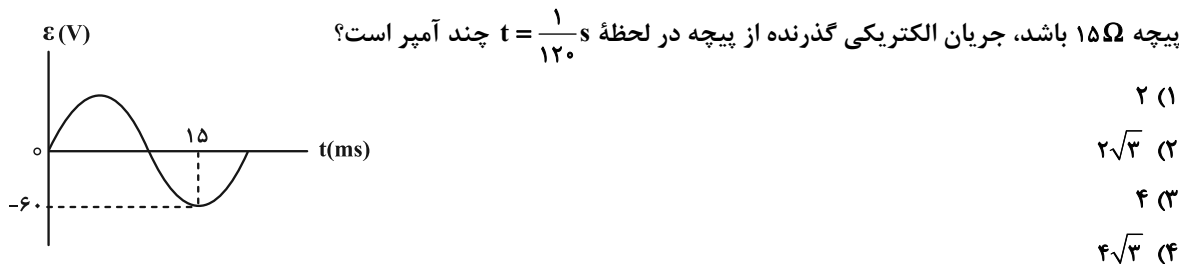 پیچه ۱۵Ω باشد، جریان الکتریکی گذرنده از پیچه در لحظهٔ t = ۱/۱۲۰ s چند آمپر است؟
۱) ۲
۲) ۲√۳
۳) ۴
۴) ۴√۳
ε (V)
۱۵
t(ms)
۰
-۶۰